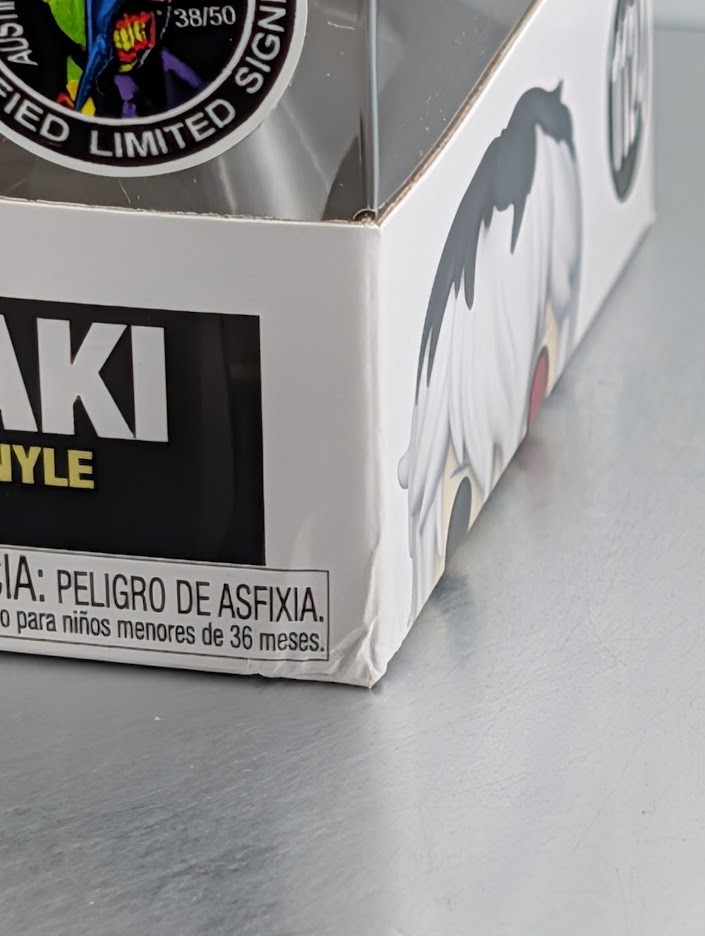 38/50
LIMITED
AKI
NYLE
CIA: PELIGRO DE ASFIXIA.
o para niños menores de 36 meses.